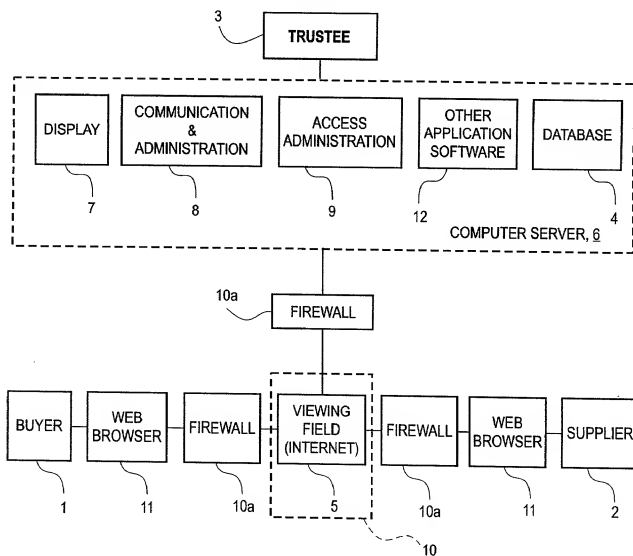 3
TRUSTEE
DISPLAY
COMMUNICATION
&
ADMINISTRATION
ACCESS
ADMINISTRATION
OTHER
APPLICATION
SOFTWARE
DATABASE
7
8
9
12
4
COMPUTER SERVER, 6
10a
FIREWALL
BUYER
WEB
BROWSER
FIREWALL
VIEWING
FIELD
(INTERNET)
FIREWALL
WEB
BROWSER
SUPPLIER
1
11
10a
5
10a
11
2
10